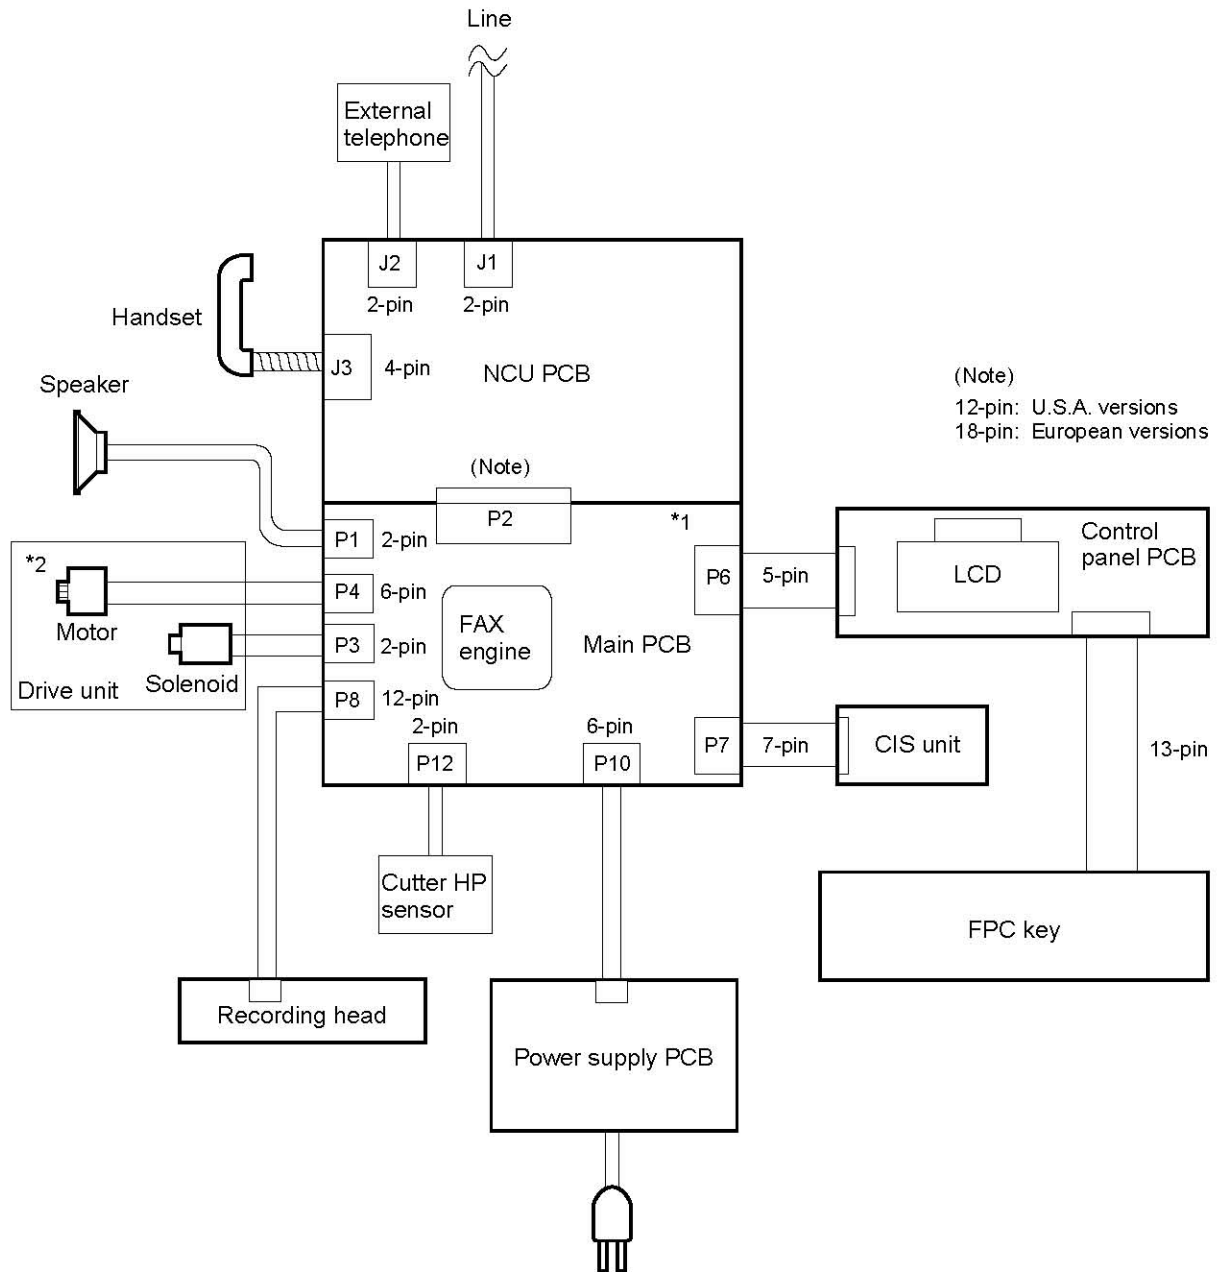 Line
External
telephone
J2
J1
2-pin
2-pin
Handset
J3
4-pin
NCU PCB
Speaker
(Note)
12-pin: U.S.A. versions
18-pin: European versions
(Note)
P2
*1
P1
2-pin
Control
panel PCB
LCD
P6
5-pin
*2
Motor
P4
6-pin
FAX
engine
Main PCB
P3
2-pin
Solenoid
Drive unit
P8
12-pin
2-pin
P12
6-pin
P10
P7
7-pin
CIS unit
13-pin
Cutter HP
sensor
FPC key
Recording head
Power supply PCB